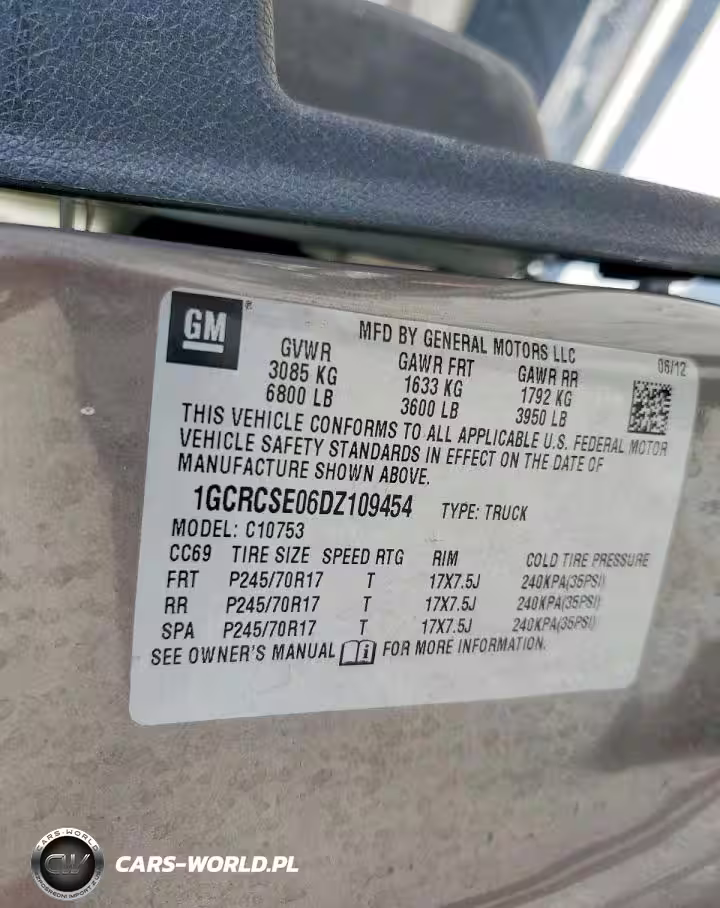 GM
MFD BY GENERAL MOTORS LLC
06/12
GVWR GAWR FRT GAWR RR
3085 KG 1633 KG 1792 KG
6800 LB 3600 LB 3950 LB
THIS VEHICLE CONFORMS TO ALL APPLICABLE U.S. FEDERAL MOTOR
VEHICLE SAFETY STANDARDS IN EFFECT ON THE DATE OF
MANUFACTURE SHOWN ABOVE.
1GCRCSE06DZ109454 TYPE: TRUCK
MODEL: C10753
CC69 TIRE SIZE SPEED RTG RIM COLD TIRE PRESSURE
FRT P245/70R17 T 17X7.5J 240KPA(35PSI)
RR P245/70R17 T 17X7.5J 240KPA(35PSI)
SPA P245/70R17 T 17X7.5J 240KPA(35PSI)
SEE OWNER'S MANUAL FOR MORE INFORMATION.
CARS-WORLD
CW
CARS-WORLD.PL